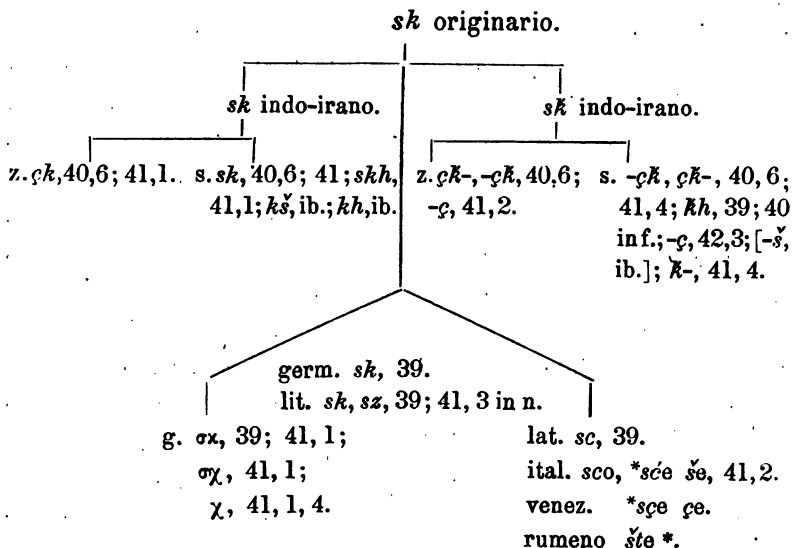 sk originario.
sk indo-irano.
sk̄ indo-irano.
z. çk, 40,6; 41,1.
s. sk, 40,6; 41; skh,
41,1; kš, ib.; kh, ib.
z. çk̄-, -çk̄, 40,6;
-ç, 41,2.
s. -çk̄, çk̄-, 40, 6;
41, 4; k̄h, 39; 40
inf.; -ç, 42,3; [-š,
ib.]; k̄-, 41, 4.
germ. sk, 39.
lit. sk, sz, 39; 41, 3 in n.
g. σκ, 39; 41, 1;
σχ, 41, 1;
χ, 41, 1, 4.
lat. sc, 39.
ital. sco, *sće še, 41,2.
venez. *sçe çe.
rumeno šte *.